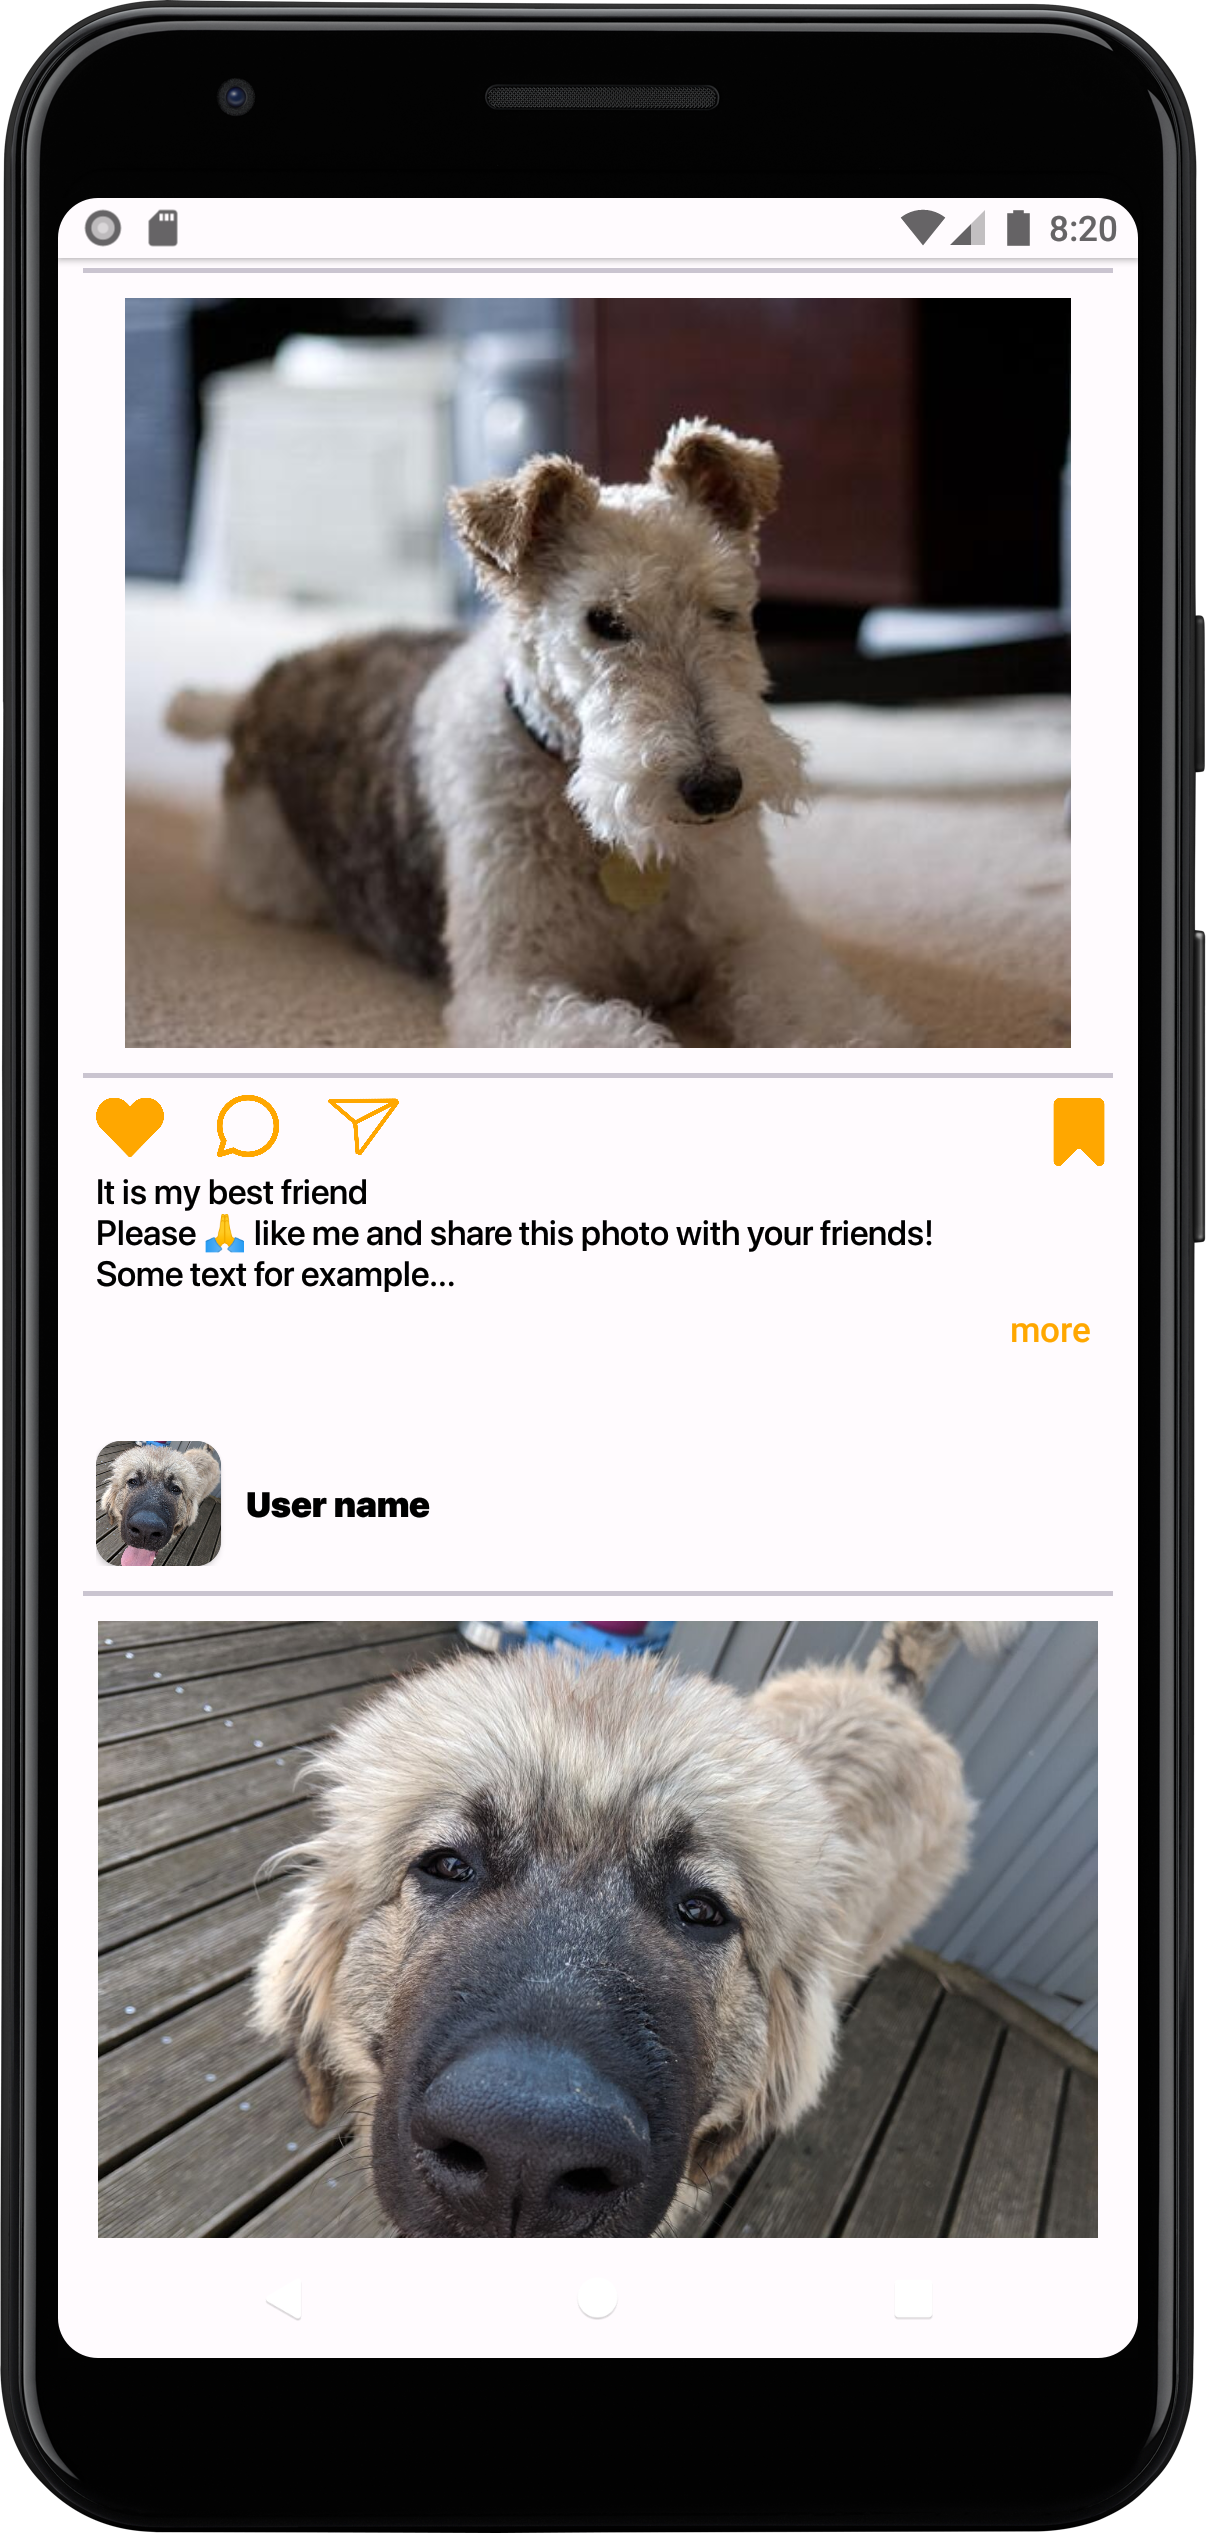 8:20
It is my best friend
Please 🙏 like me and share this photo with your friends!
Some text for example...
more
User name